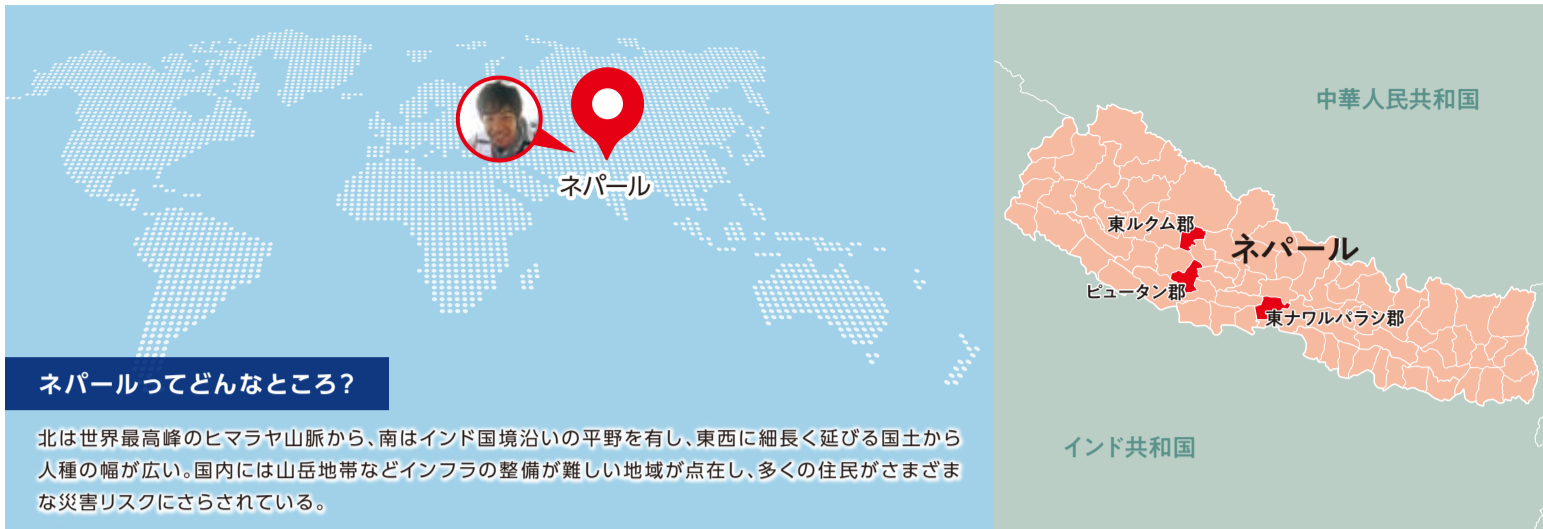 ネパール
ネパールってどんなところ?
北は世界最高峰のヒマラヤ山脈から、南はインド国境沿いの平野を有し、東西に細長く延びる国土から
人種の幅が広い。国内には山岳地帯などインフラの整備が難しい地域が点在し、多くの住民がさまざま
な災害リスクにさらされている。
中華人民共和国
東ルクム郡
ネパール
ピュータン郡
東ナワルパラシ郡
インド共和国